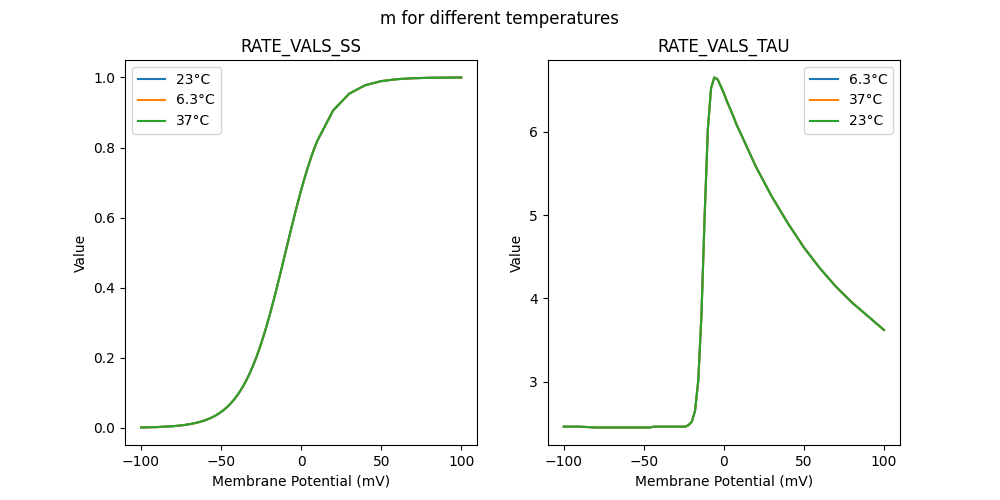 m for different temperatures
RATE_VALS_SS
1.0
0.8
0.6
0.4
0.2
0.0
Value
23°C
6.3°C
37°C
−100
−50
0
50
100
Membrane Potential (mV)
RATE_VALS_TAU
6
5
4
3
Value
6.3°C
37°C
23°C
−100
−50
0
50
100
Membrane Potential (mV)